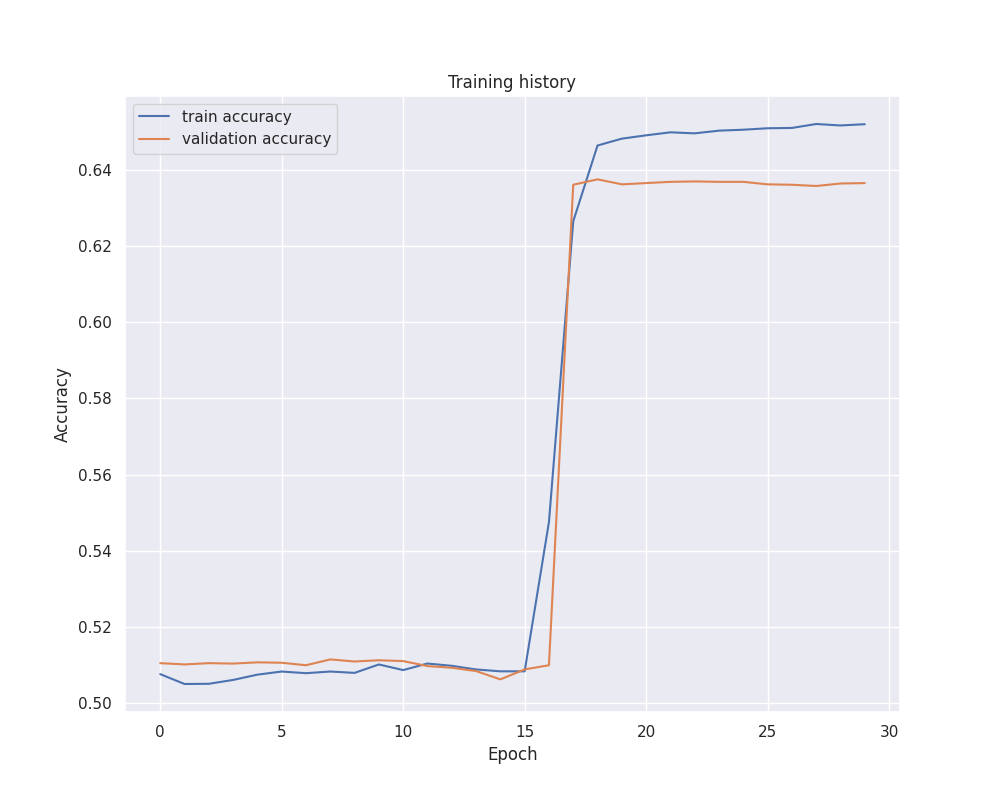 Training history
train accuracy
validation accuracy
Accuracy
0.64
0.62
0.60
0.58
0.56
0.54
0.52
0.50
0 5 10 15 20 25 30
Epoch